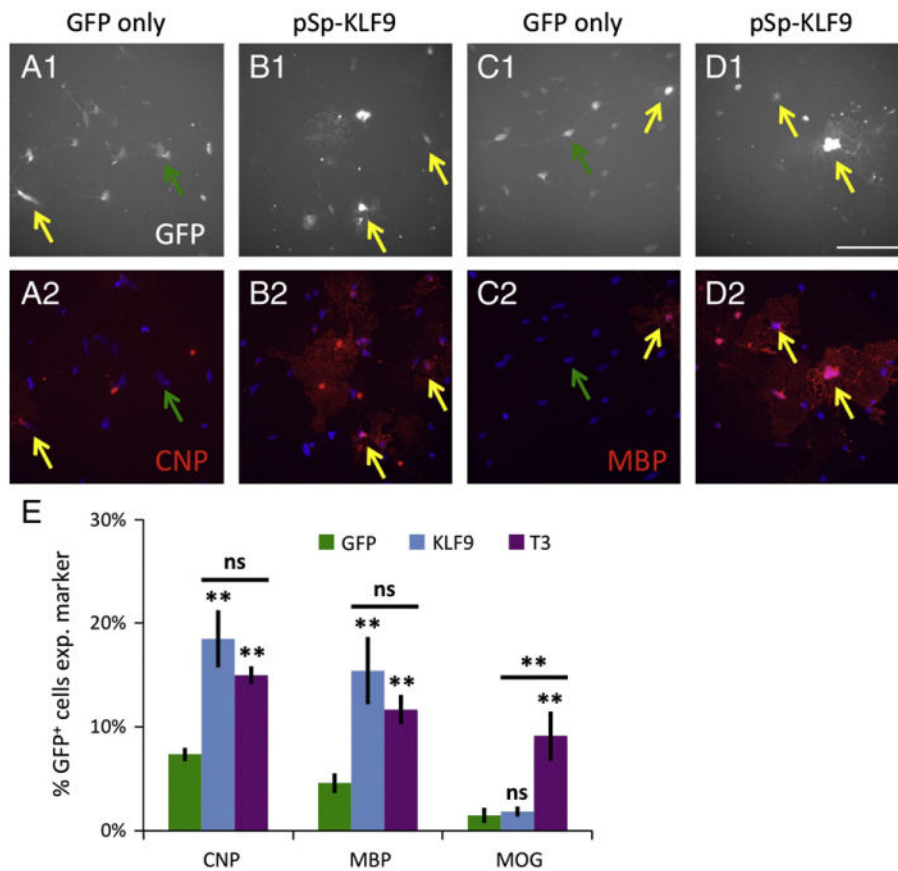 GFP only pSp-KLF9 GFP only pSp-KLF9
A1 B1 C1 D1
GFP
A2 B2 C2 D2
CNP MBP
E
30%
20%
10%
0%
% GFP⁺ cells exp. marker
GFP KLF9 T3
ns
**
**
ns
**
**
**
**
ns
CNP MBP MOG